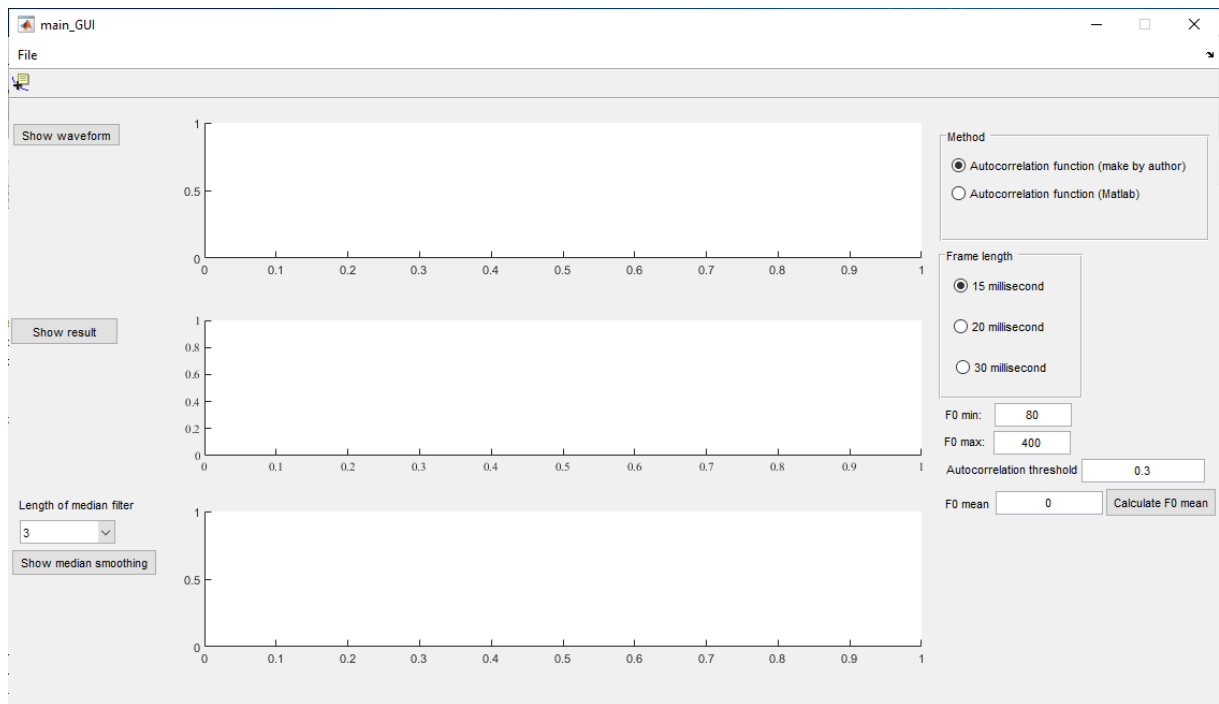 main_GUI
File
Show waveform
1
0.5
0
0 0.1 0.2 0.3 0.4 0.5 0.6 0.7 0.8 0.9 1
Method
Autocorrelation function (make by author)
Autocorrelation function (Matlab)
Frame length
15 millisecond
20 millisecond
30 millisecond
Show result
1
0.8
0.6
0.4
0.2
0
0 0.1 0.2 0.3 0.4 0.5 0.6 0.7 0.8 0.9 1
F0 min: 80
F0 max: 400
Autocorrelation threshold 0.3
F0 mean 0 Calculate F0 mean
Length of median filter
3
Show median smoothing
1
0.5
0
0 0.1 0.2 0.3 0.4 0.5 0.6 0.7 0.8 0.9 1